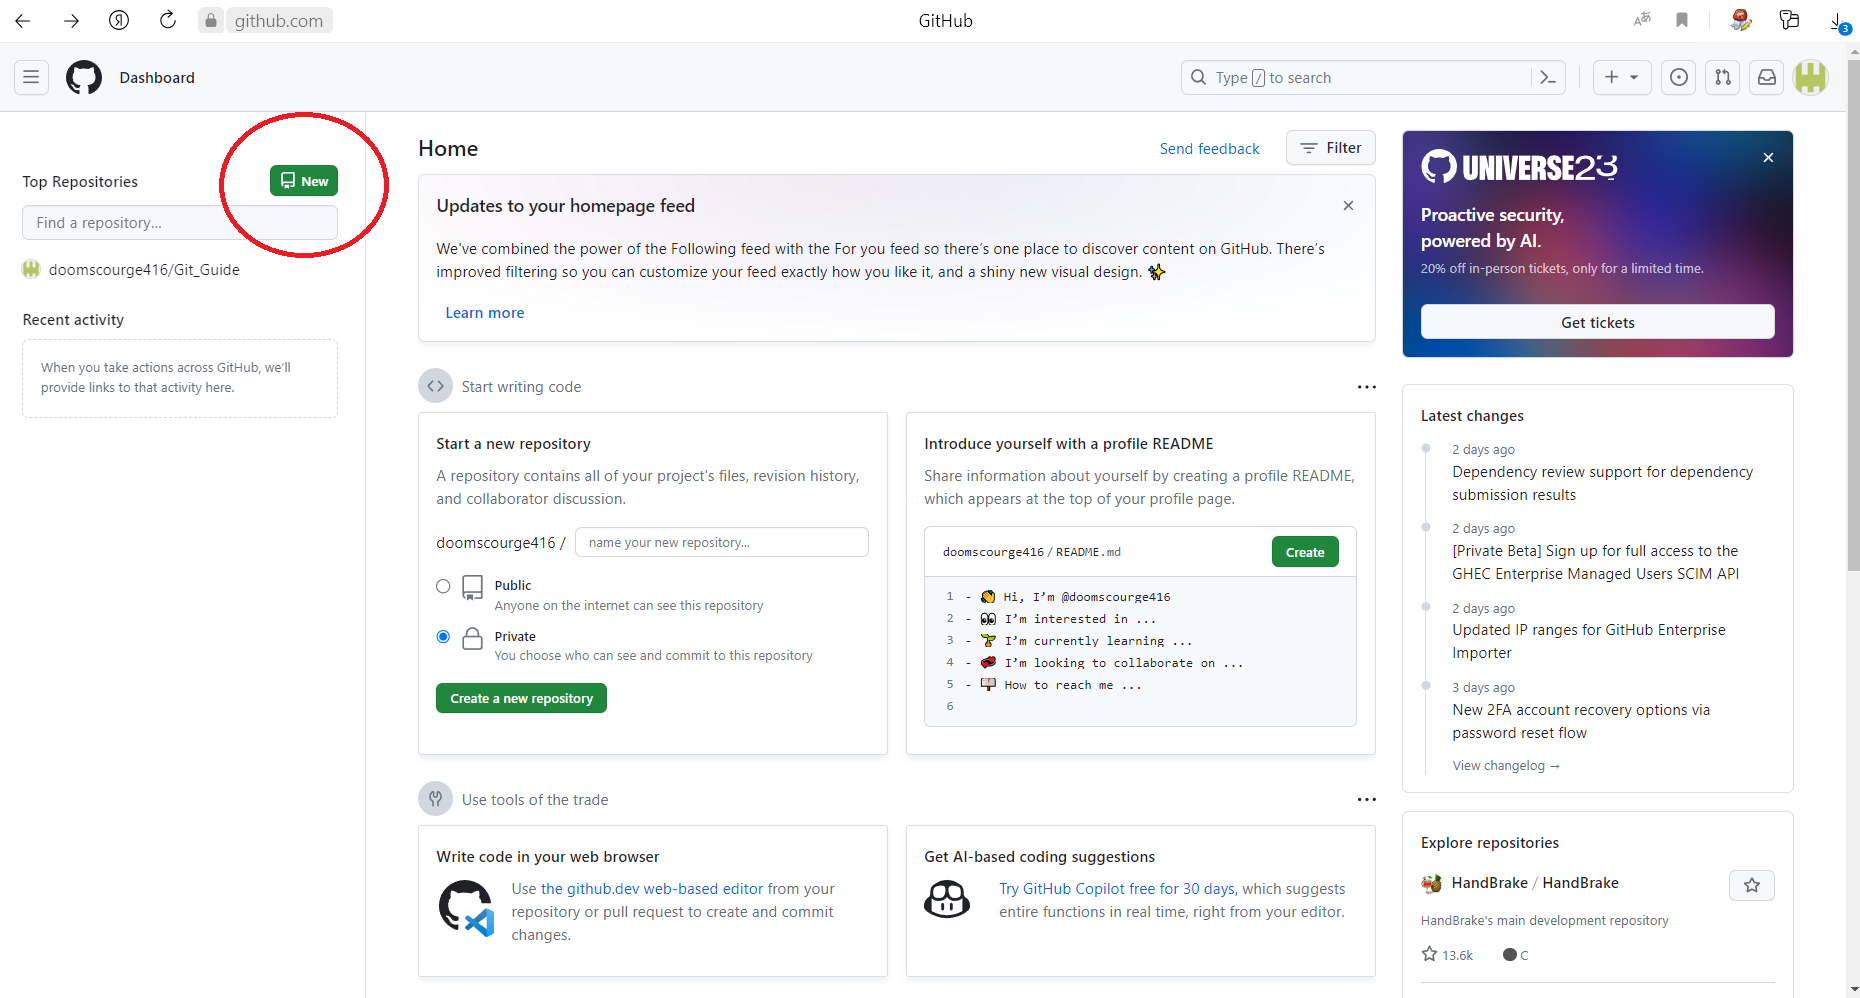 github.com
GitHub
3
Dashboard
Type / to search
Top Repositories
New
Find a repository...
doomscourge416/Git_Guide
Recent activity
When you take actions across GitHub, we'll
provide links to that activity here.
Home
Send feedback
Filter
Updates to your homepage feed
We've combined the power of the Following feed with the For you feed so there's one place to discover content on GitHub. There's
improved filtering so you can customize your feed exactly how you like it, and a shiny new visual design. ✨
Learn more
Start writing code
Start a new repository
A repository contains all of your project's files, revision history,
and collaborator discussion.
doomscourge416 /
name your new repository...
Public
Anyone on the internet can see this repository
Private
You choose who can see and commit to this repository
Create a new repository
Introduce yourself with a profile README
Share information about yourself by creating a profile README,
which appears at the top of your profile page.
doomscourge416 / README.md
Create
1 - 👋 Hi, I'm @doomscourge416
2 - 👀 I'm interested in ...
3 - 🌱 I'm currently learning ...
4 - 💞️ I'm looking to collaborate on ...
5 - 📫 How to reach me ...
6
Use tools of the trade
Write code in your web browser
Use the github.dev web-based editor from your
repository or pull request to create and commit
changes.
Get AI-based coding suggestions
Try GitHub Copilot free for 30 days, which suggests
entire functions in real time, right from your editor.
UNIVERSE23
Proactive security,
powered by AI.
20% off in-person tickets, only for a limited time.
Get tickets
Latest changes
2 days ago
Dependency review support for dependency
submission results
2 days ago
[Private Beta] Sign up for full access to the
GHEC Enterprise Managed Users SCIM API
2 days ago
Updated IP ranges for GitHub Enterprise
Importer
3 days ago
New 2FA account recovery options via
password reset flow
View changelog →
Explore repositories
HandBrake / HandBrake
HandBrake's main development repository
13.6k
C